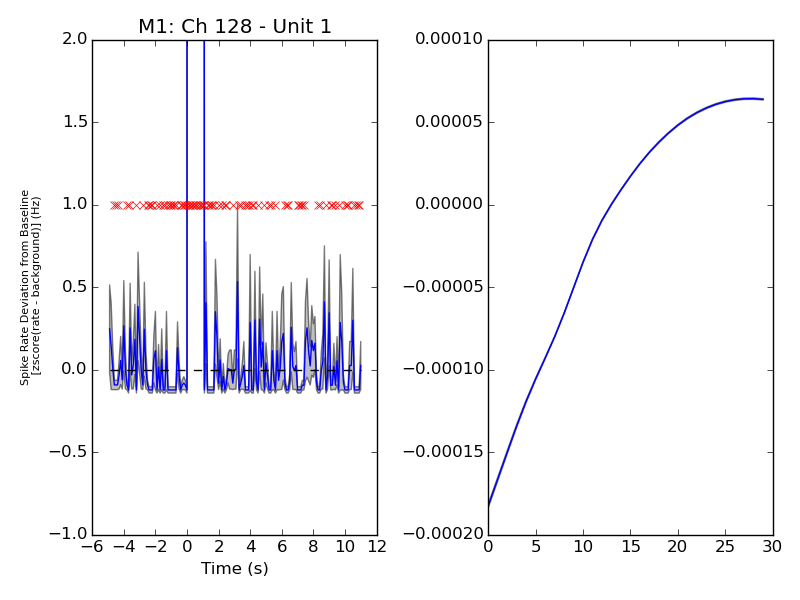 M1: Ch 128 - Unit 1
Spike Rate Deviation from Baseline
[zscore(rate - background)] (Hz)
2.0
1.5
1.0
0.5
0.0
−0.5
−1.0
−6 −4 −2 0 2 4 6 8 10 12
Time (s)
0.00010
0.00005
0.00000
−0.00005
−0.00010
−0.00015
−0.00020
0 5 10 15 20 25 30